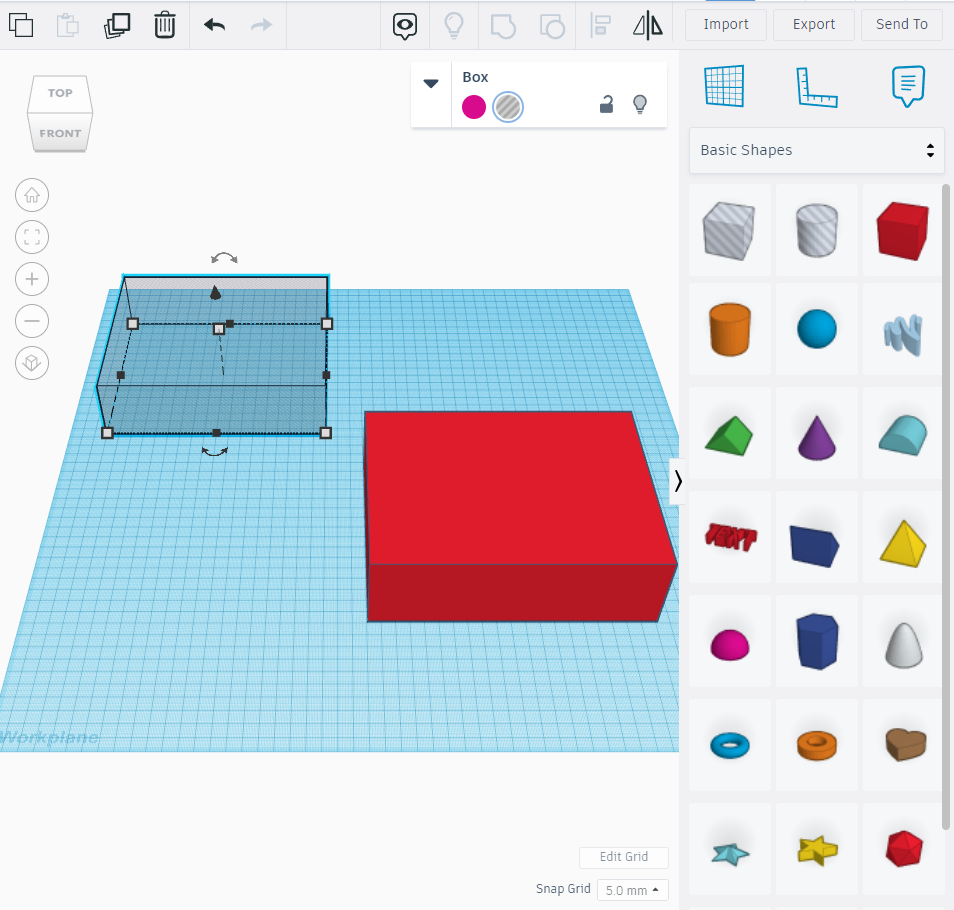 Import
Export
Send To
TOP
FRONT
Box
Basic Shapes
TEXT
Workplane
Edit Grid
Snap Grid
5.0 mm